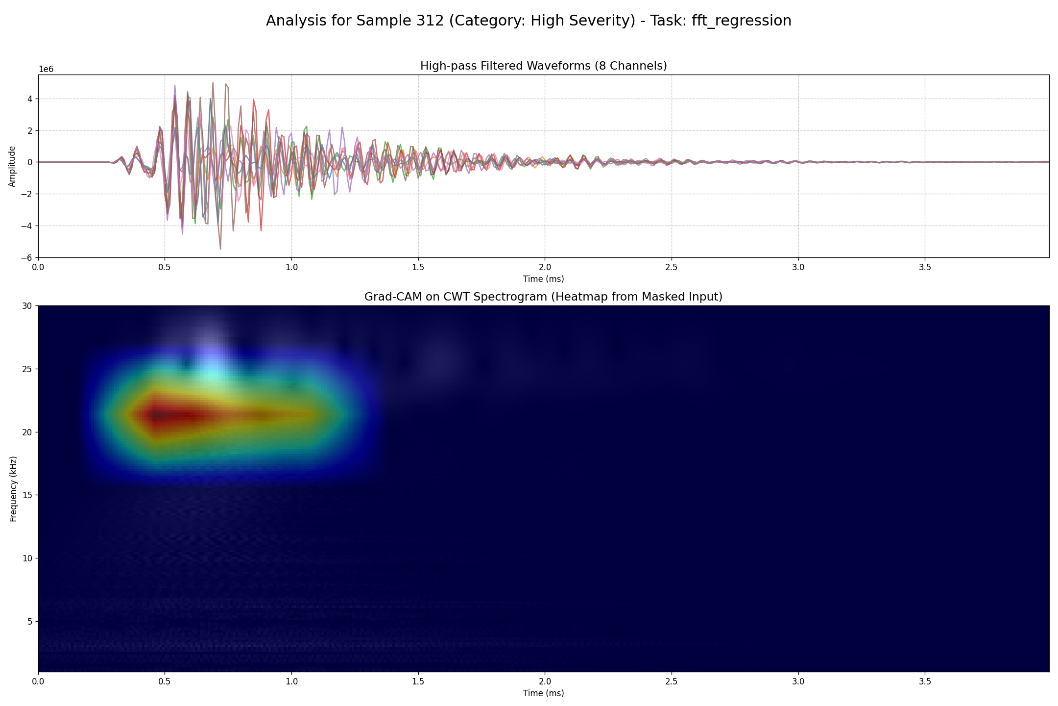 Analysis for Sample 312 (Category: High Severity) - Task: fft_regression
High-pass Filtered Waveforms (8 Channels)
1e6
4
2
0
−2
−4
−6
Amplitude
0.0 0.5 1.0 1.5 2.0 2.5 3.0 3.5
Time (ms)
Grad-CAM on CWT Spectrogram (Heatmap from Masked Input)
30
25
20
15
10
5
Frequency (kHz)
0.0 0.5 1.0 1.5 2.0 2.5 3.0 3.5
Time (ms)